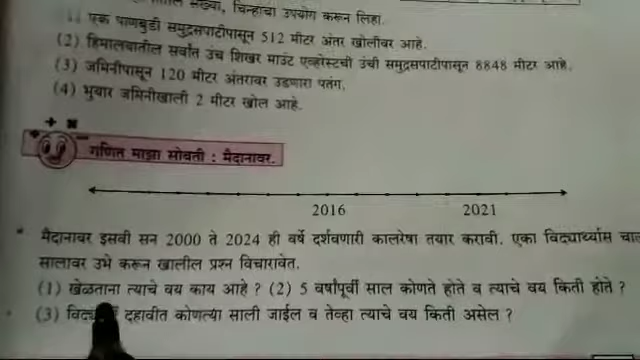 संख्या, चिन्हांचा उपयोग करून लिहा.
एक पाणबुडी समुद्रसपाटीपासून 512 मीटर अंतर खोलीवर आहे.
(2) हिमालयातील सर्वांत उंच शिखर माउंट एव्हरेस्टची उंची समुद्रसपाटीपासून 8848 मीटर आहे.
(3) जमिनीपासून 120 मीटर अंतरावर उडणारा पतंग.
(4) भुयार जमिनीखाली 2 मीटर खोल आहे.
गणित माझा सोबती : मैदानावर.
2016 2021
* मैदानावर इसवी सन 2000 ते 2024 ही वर्षे दर्शवणारी कालरेषा तयार करावी. एका विद्यार्थ्यास
सालावर उभे करून खालील प्रश्न विचारावेत.
(1) खेळताना त्याचे वय काय आहे ? (2) 5 वर्षांपूर्वी साल कोणते होते व त्याचे वय किती होते ?
(3) दहावीत कोणत्या साली जाईल व तेव्हा त्याचे वय किती असेल ?